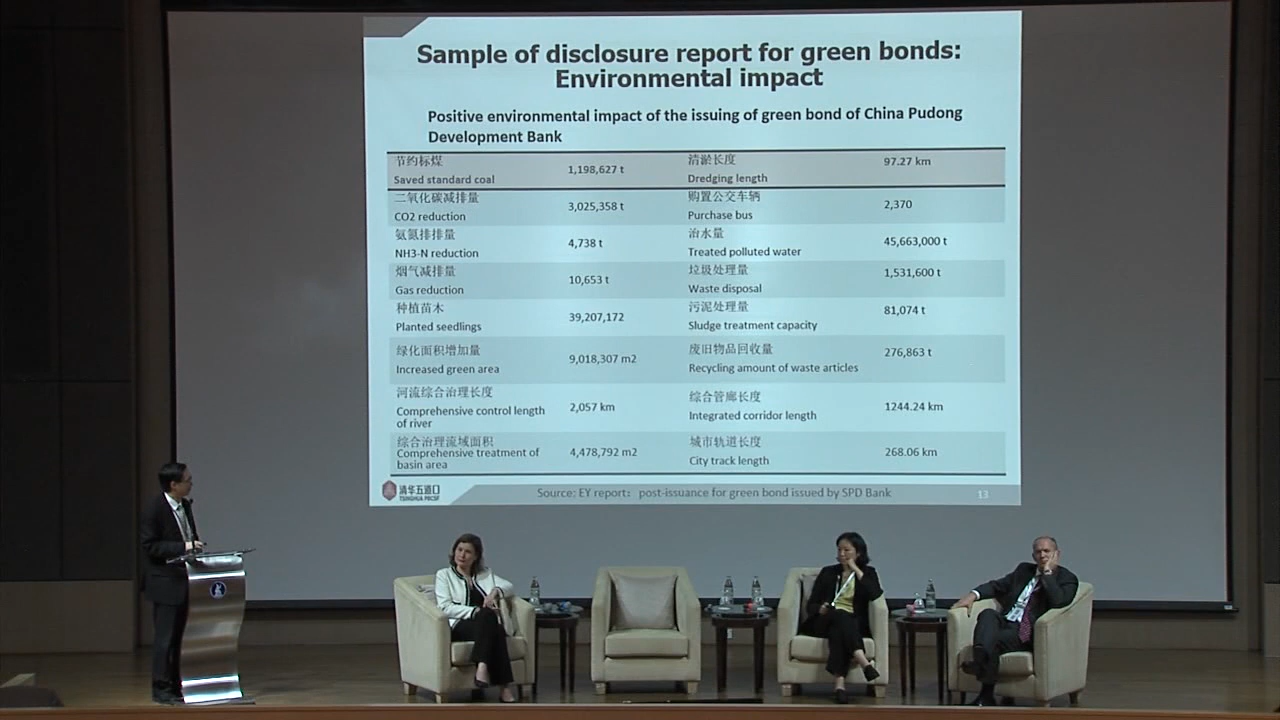 Sample of disclosure report for green bonds:
Environmental impact
Positive environmental impact of the issuing of green bond of China Pudong
Development Bank
节约标煤
Saved standard coal
1,198,627 t
清淤长度
Dredging length
97.27 km
二氧化碳减排量
CO2 reduction
3,025,358 t
购置公交车辆
Purchase bus
2,370
氨氮排排量
NH3-N reduction
4,738 t
治水量
Treated polluted water
45,663,000 t
烟气减排量
Gas reduction
10,653 t
垃圾处理量
Waste disposal
1,531,600 t
种植苗木
Planted seedlings
39,207,172
污泥处理量
Sludge treatment capacity
81,074 t
绿化面积增加量
Increased green area
9,018,307 m2
废旧物品回收量
Recycling amount of waste articles
276,863 t
河流综合治理长度
Comprehensive control length
of river
2,057 km
综合管廊长度
Integrated corridor length
1244.24 km
综合治理流域面积
Comprehensive treatment of
basin area
4,478,792 m2
城市轨道长度
City track length
268.06 km
清华五道口
TSINGHUA PBCSF
Source: EY report: post-issuance for green bond issued by SPD Bank
13